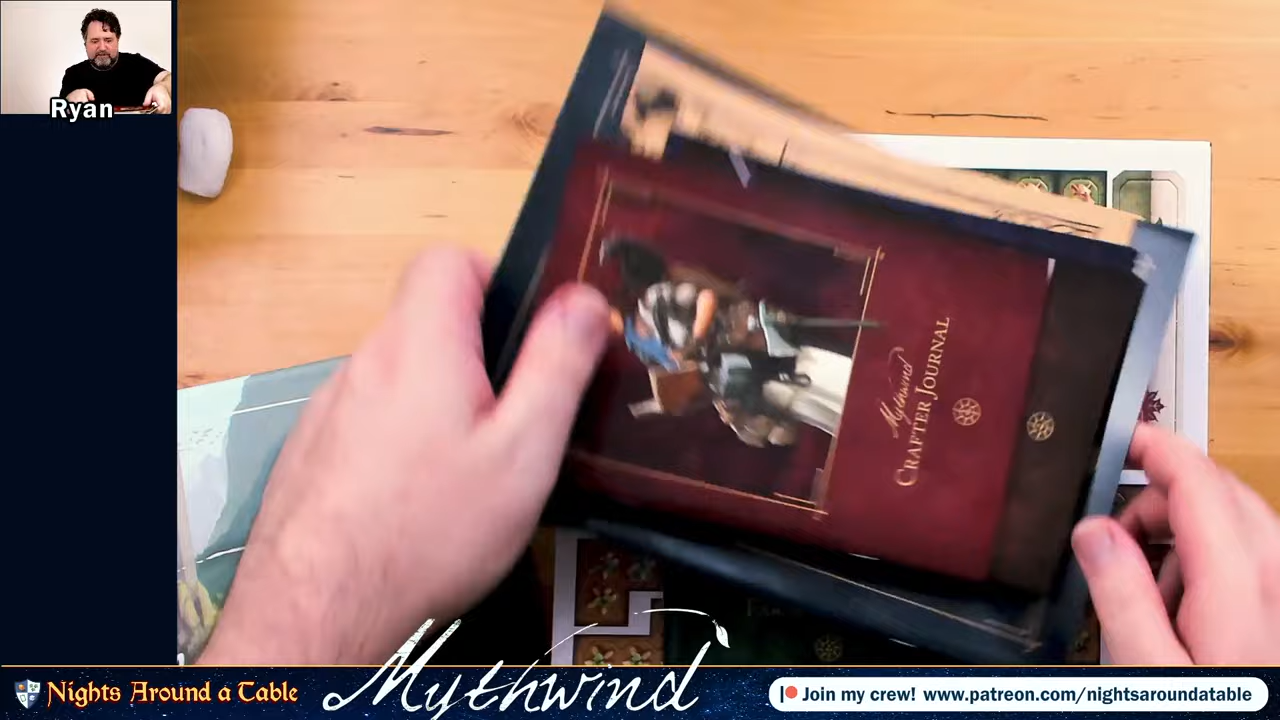 Ryan
Mythwind
CRAFTER JOURNAL
Nights Around a Table
Mythwind
Join my crew! www.patreon.com/nightsaroundatable